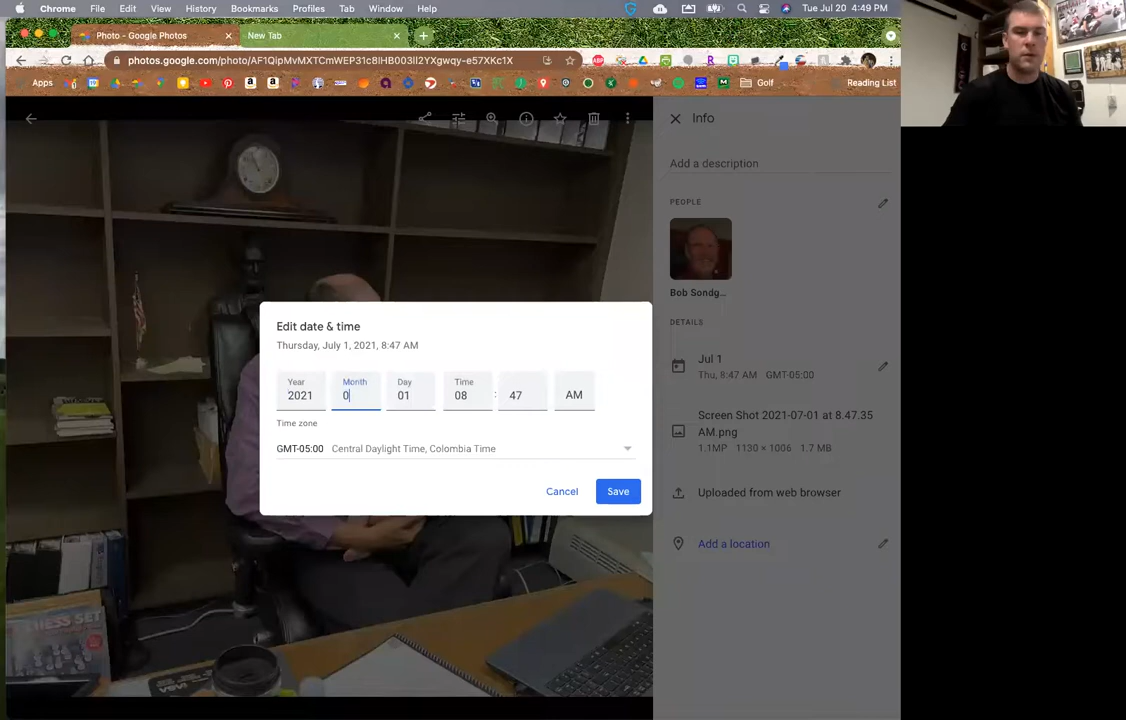 Chrome File Edit View History Bookmarks Profiles Tab Window Help Tue Jul 20 4:49 PM
Photo - Google Photos New Tab
photos.google.com/photo/AF1QipMvMXTCmWEP31c8lHB003ll2YXgwqy-e57XKc1X
Apps Golf Reading List
Info
Add a description
PEOPLE
Bob Sondg...
DETAILS
Jul 1
Thu, 8:47 AM GMT-05:00
Screen Shot 2021-07-01 at 8.47.35
AM.png
1.1MP 1130 × 1006 1.7 MB
Uploaded from web browser
Add a location
Edit date & time
Thursday, July 1, 2021, 8:47 AM
Year Month Day Time
2021 0 01 08 : 47 AM
Time zone
GMT-05:00 Central Daylight Time, Colombia Time
Cancel Save
CHESS SET